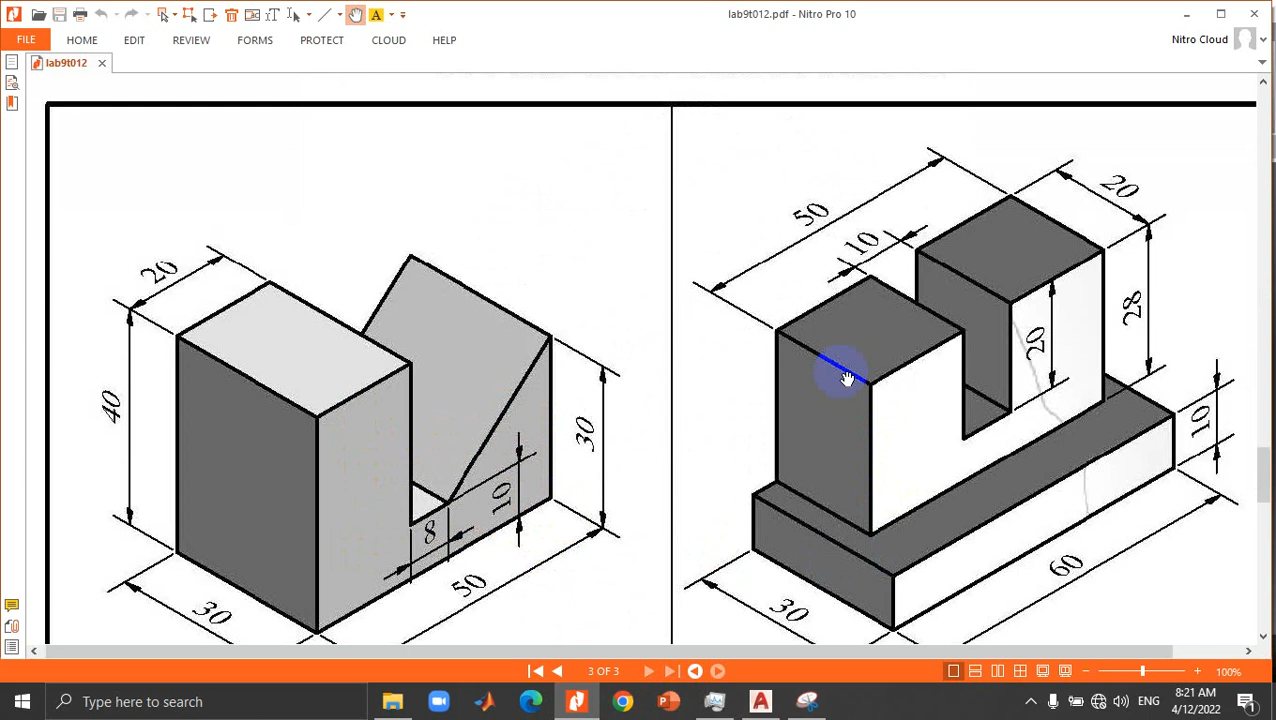 lab9t012.pdf - Nitro Pro 10
FILE HOME EDIT REVIEW FORMS PROTECT CLOUD HELP Nitro Cloud
lab9t012
20
40
30
8
10
50
30
50
10
20
20
28
10
60
30
3 OF 3
100%
Type here to search
ENG
8:21 AM
4/12/2022
1